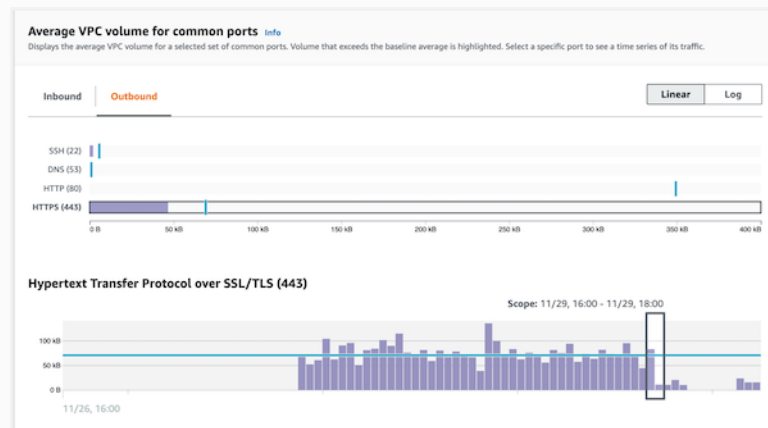 Average VPC volume for common ports Info
Displays the average VPC volume for a selected set of common ports. Volume that exceeds the baseline average is highlighted. Select a specific port to see a time series of its traffic.
Inbound Outbound Linear Log
SSH (22)
DNS (53)
HTTP (80)
HTTPS (443)
0 B 50 kB 100 kB 150 kB 200 kB 250 kB 300 kB 350 kB 400 kB
Hypertext Transfer Protocol over SSL/TLS (443)
Scope: 11/29, 16:00 - 11/29, 18:00
100 kB
50 kB
0 B
11/26, 16:00